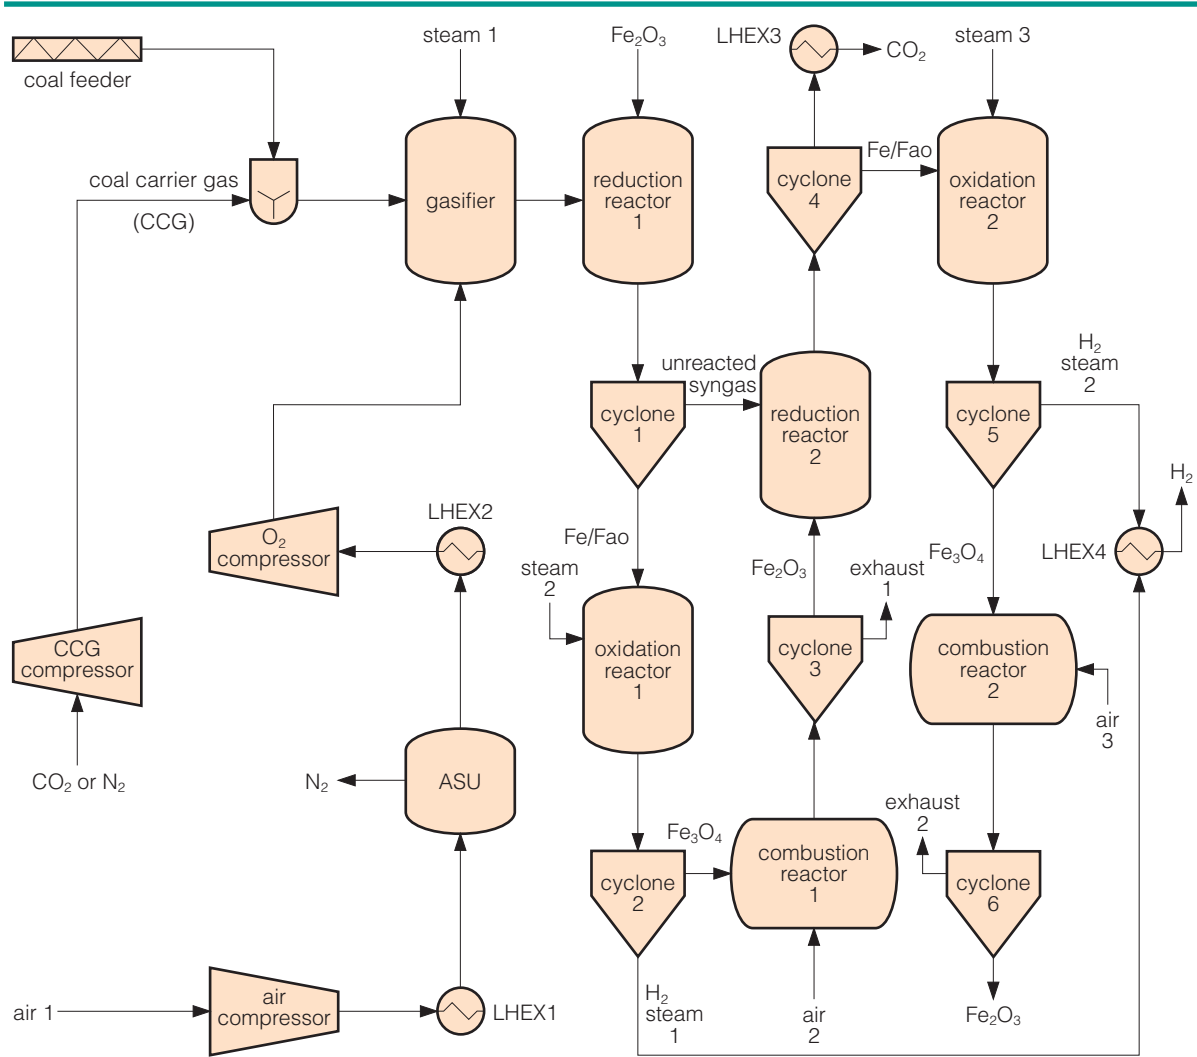 steam 1
Fe₂O₃
LHEX3
CO₂
steam 3
coal feeder
coal carrier gas
(CCG)
gasifier
reduction
reactor
1
cyclone
4
Fe/Fao
oxidation
reactor
2
unreacted
syngas
cyclone
1
reduction
reactor
2
cyclone
5
H₂
steam
2
H₂
O₂
compressor
LHEX2
Fe/Fao
steam
2
Fe₂O₃
exhaust
1
Fe₃O₄
LHEX4
CCG
compressor
oxidation
reactor
1
cyclone
3
combustion
reactor
2
air
3
CO₂ or N₂
N₂
ASU
exhaust
2
Fe₃O₄
cyclone
2
combustion
reactor
1
cyclone
6
air 1
air
compressor
LHEX1
H₂
steam
1
air
2
Fe₂O₃